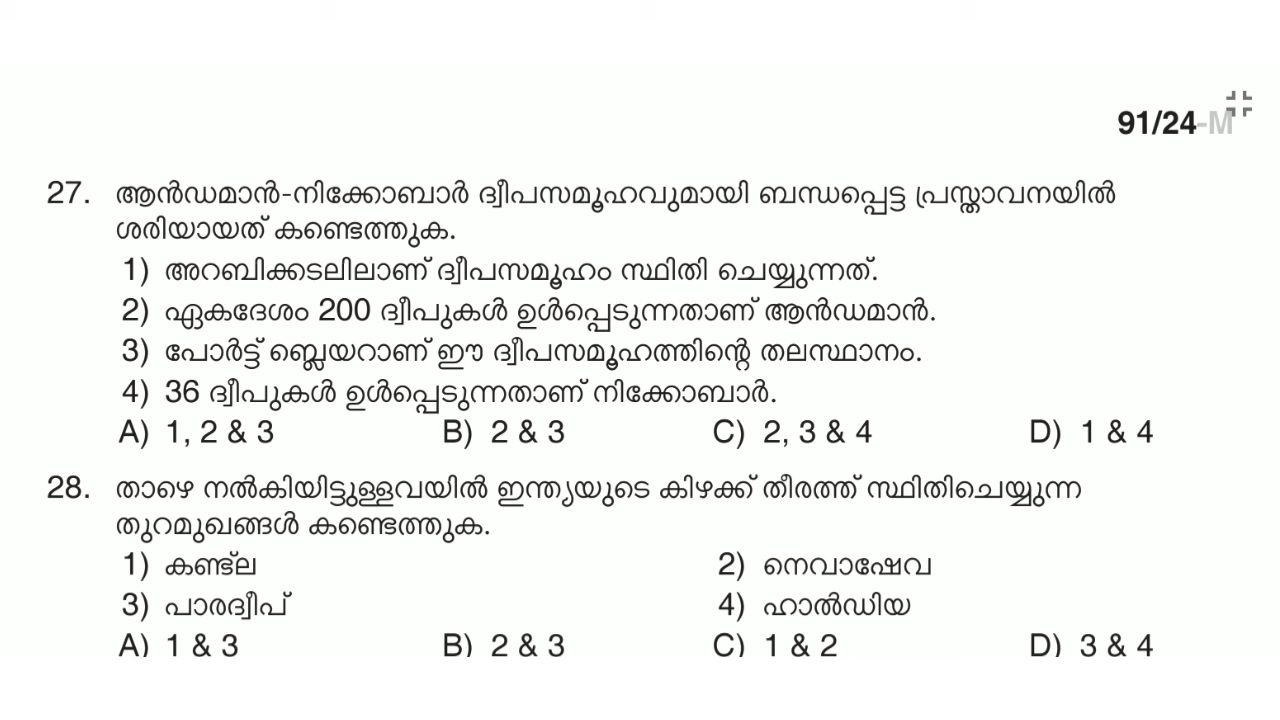 91/24-M
27. ആൻഡമാൻ-നിക്കോബാർ ദ്വീപസമൂഹവുമായി ബന്ധപ്പെട്ട പ്രസ്താവനയിൽ
ശരിയായത് കണ്ടെത്തുക.
1) അറബിക്കടലിലാണ് ദ്വീപസമൂഹം സ്ഥിതി ചെയ്യുന്നത്.
2) ഏകദേശം 200 ദ്വീപുകൾ ഉൾപ്പെടുന്നതാണ് ആൻഡമാൻ.
3) പോർട്ട് ബ്ലെയറാണ് ഈ ദ്വീപസമൂഹത്തിന്റെ തലസ്ഥാനം.
4) 36 ദ്വീപുകൾ ഉൾപ്പെടുന്നതാണ് നിക്കോബാർ.
A) 1, 2 & 3 B) 2 & 3 C) 2, 3 & 4 D) 1 & 4
28. താഴെ നൽകിയിട്ടുള്ളവയിൽ ഇന്ത്യയുടെ കിഴക്ക് തീരത്ത് സ്ഥിതിചെയ്യുന്ന
തുറമുഖങ്ങൾ കണ്ടെത്തുക.
1) കണ്ട്ല 2) നെവാഷേവ
3) പാരദ്വീപ് 4) ഹാൽഡിയ
A) 1 & 3 B) 2 & 3 C) 1 & 2 D) 3 & 4